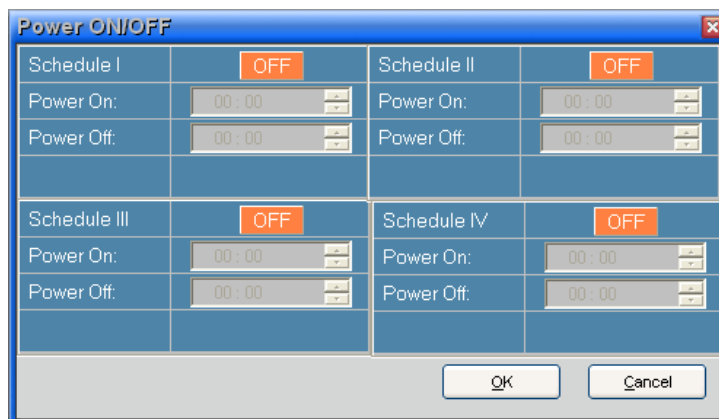 Power ON/OFF
Schedule I OFF Schedule II OFF
Power On: 00 : 00 Power On: 00 : 00
Power Off: 00 : 00 Power Off: 00 : 00
Schedule III OFF Schedule IV OFF
Power On: 00 : 00 Power On: 00 : 00
Power Off: 00 : 00 Power Off: 00 : 00
OK Cancel